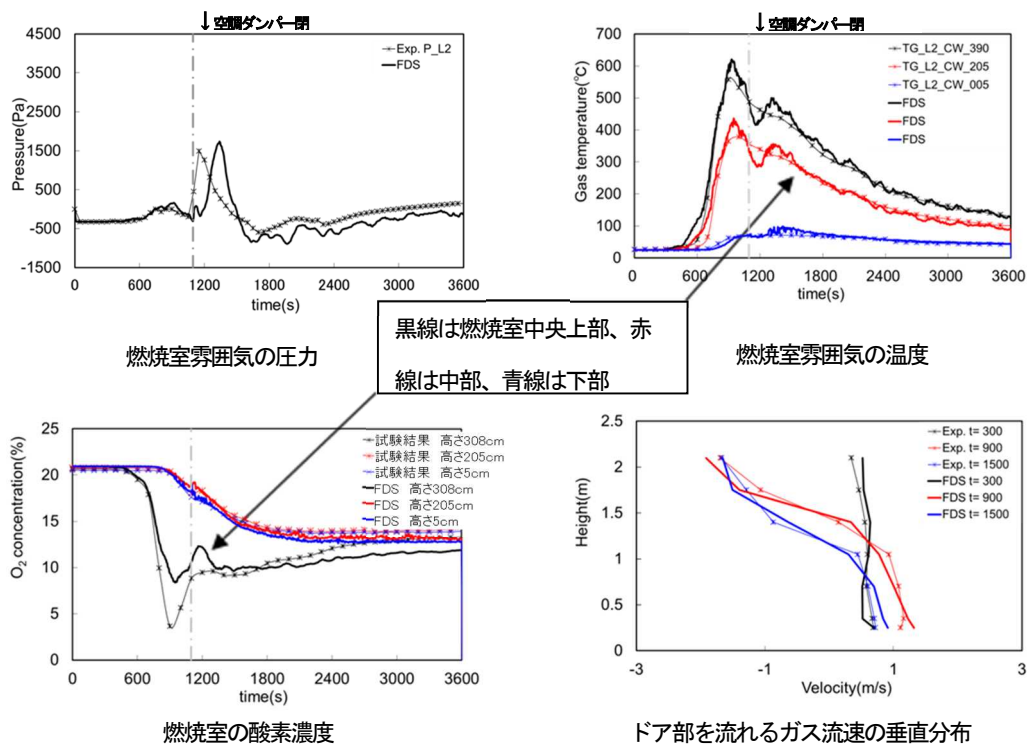 ↓空調ダンパー閉
4500
3500
2500
1500
500
-500
-1500
Pressure(Pa)
Exp. P_L2
FDS
0 600 1200 1800 2400 3000 3600
time(s)
燃焼室雰囲気の圧力
↓空調ダンパー閉
700
600
500
400
300
200
100
0
Gas temperature(℃)
TG_L2_CW_390
TG_L2_CW_205
TG_L2_CW_005
FDS
FDS
FDS
0 600 1200 1800 2400 3000 3600
time(s)
燃焼室雰囲気の温度
黒線は燃焼室中央上部、赤
線は中部、青線は下部
25
20
15
10
5
0
O2 concentration(%)
試験結果 高さ308cm
試験結果 高さ205cm
試験結果 高さ5cm
FDS 高さ308cm
FDS 高さ205cm
FDS 高さ5cm
0 600 1200 1800 2400 3000 3600
time(s)
燃焼室の酸素濃度
2.5
2
1.5
1
0.5
0
Height(m)
Exp. t= 300
Exp. t= 900
Exp. t= 1500
FDS t= 300
FDS t= 900
FDS t= 1500
-3 -1 1 3
Velocity(m/s)
ドア部を流れるガス流速の垂直分布